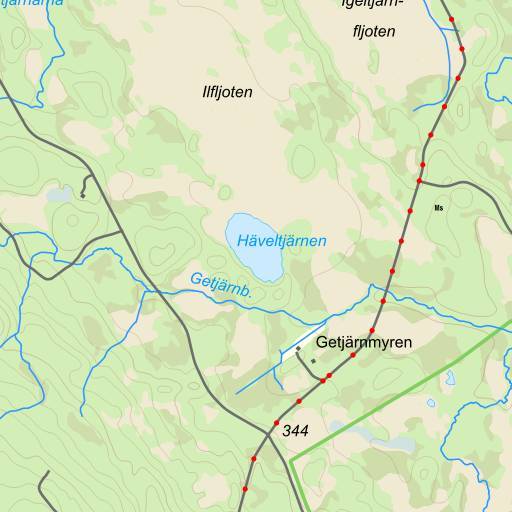 Igeltjärn-
fljoten
Ilfljoten
Ms
Häveltjärnen
Getjärnb.
Getjärnmyren
344